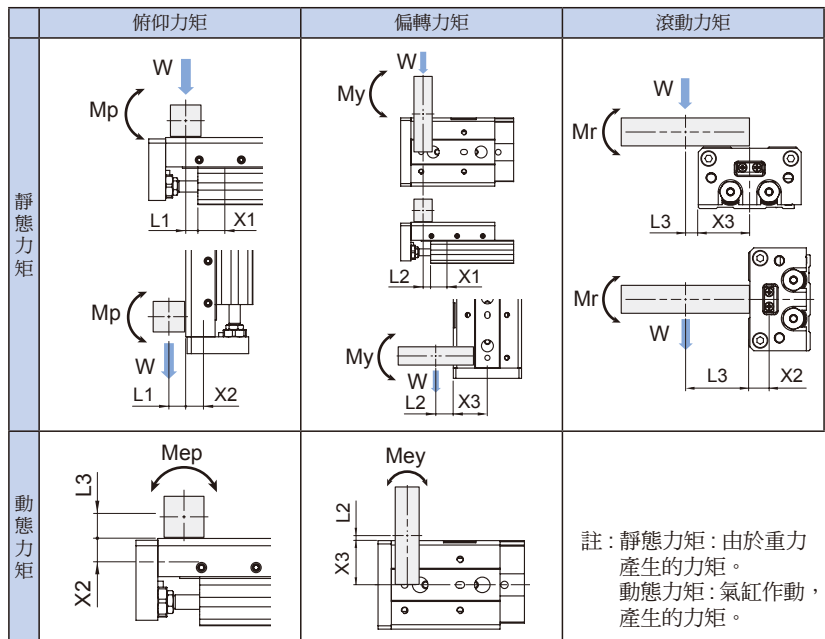 俯仰力矩
偏轉力矩
滾動力矩
靜態力矩
W
Mp
L1
X1
Mp
W
L1
X2
W
My
L2
X1
My
W
L2
X3
W
Mr
L3
X3
Mr
W
L3
X2
動態力矩
Mep
L3
X2
Mey
L2
X3
註：靜態力矩：由於重力
產生的力矩。
動態力矩：氣缸作動，
產生的力矩。